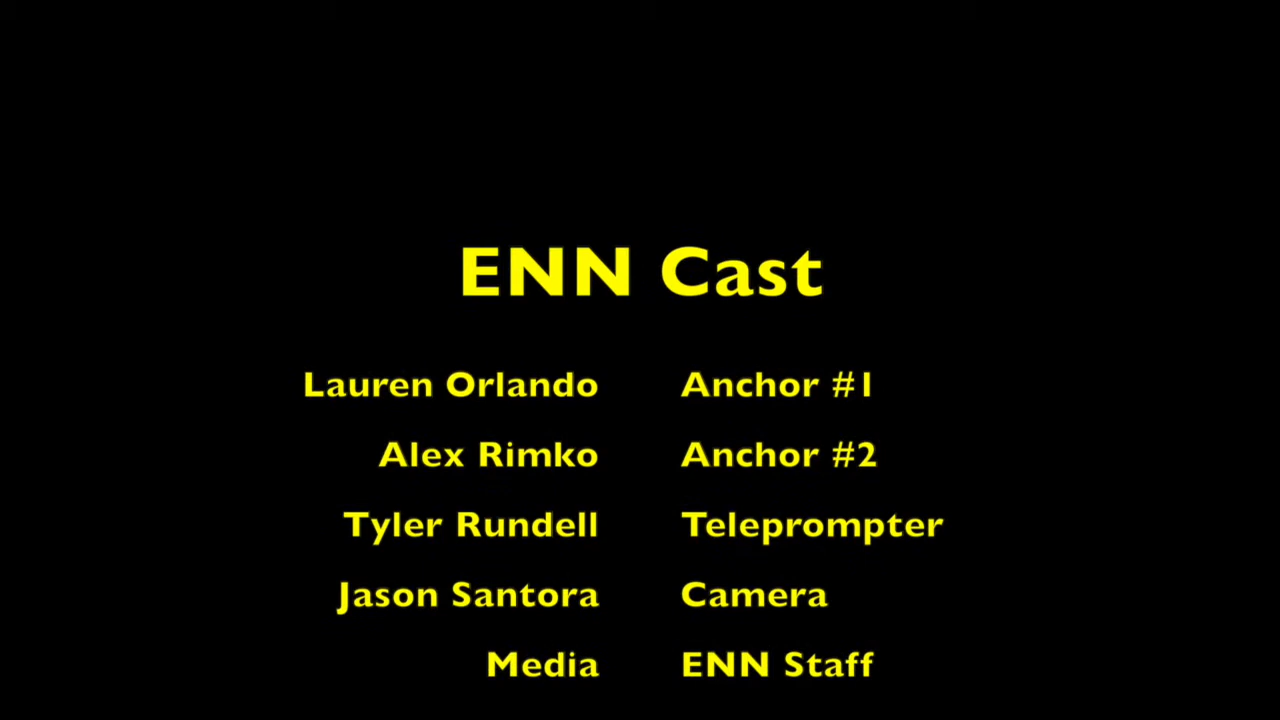 ENN Cast
Lauren Orlando Anchor #1
Alex Rimko Anchor #2
Tyler Rundell Teleprompter
Jason Santora Camera
Media ENN Staff